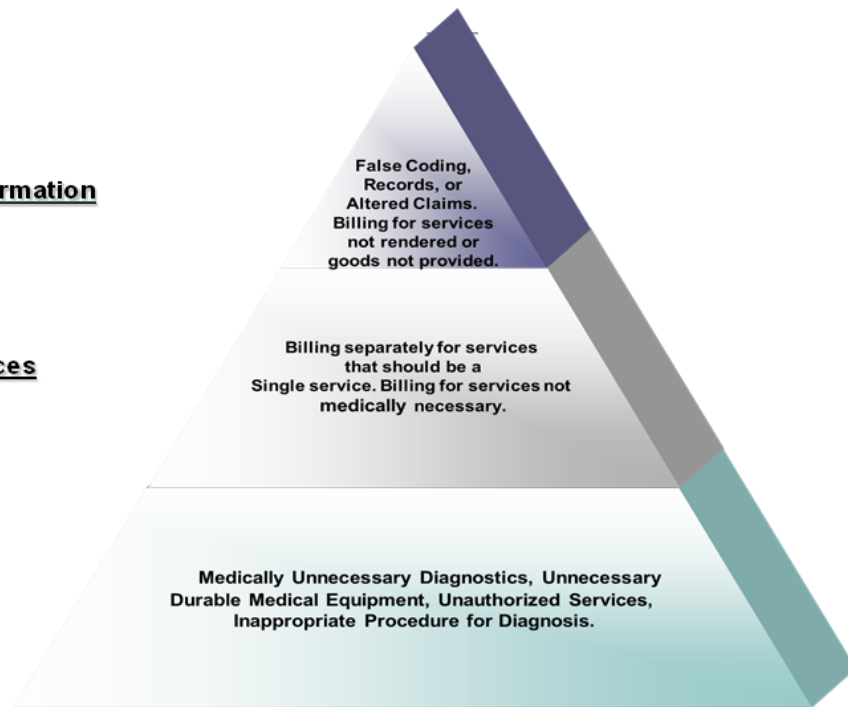 False Coding,
Records, or
Altered Claims.
Billing for services
not rendered or
goods not provided.
rmation
Billing separately for services
that should be a
Single service. Billing for services not
medically necessary.
ces
Medically Unnecessary Diagnostics, Unnecessary
Durable Medical Equipment, Unauthorized Services,
Inappropriate Procedure for Diagnosis.